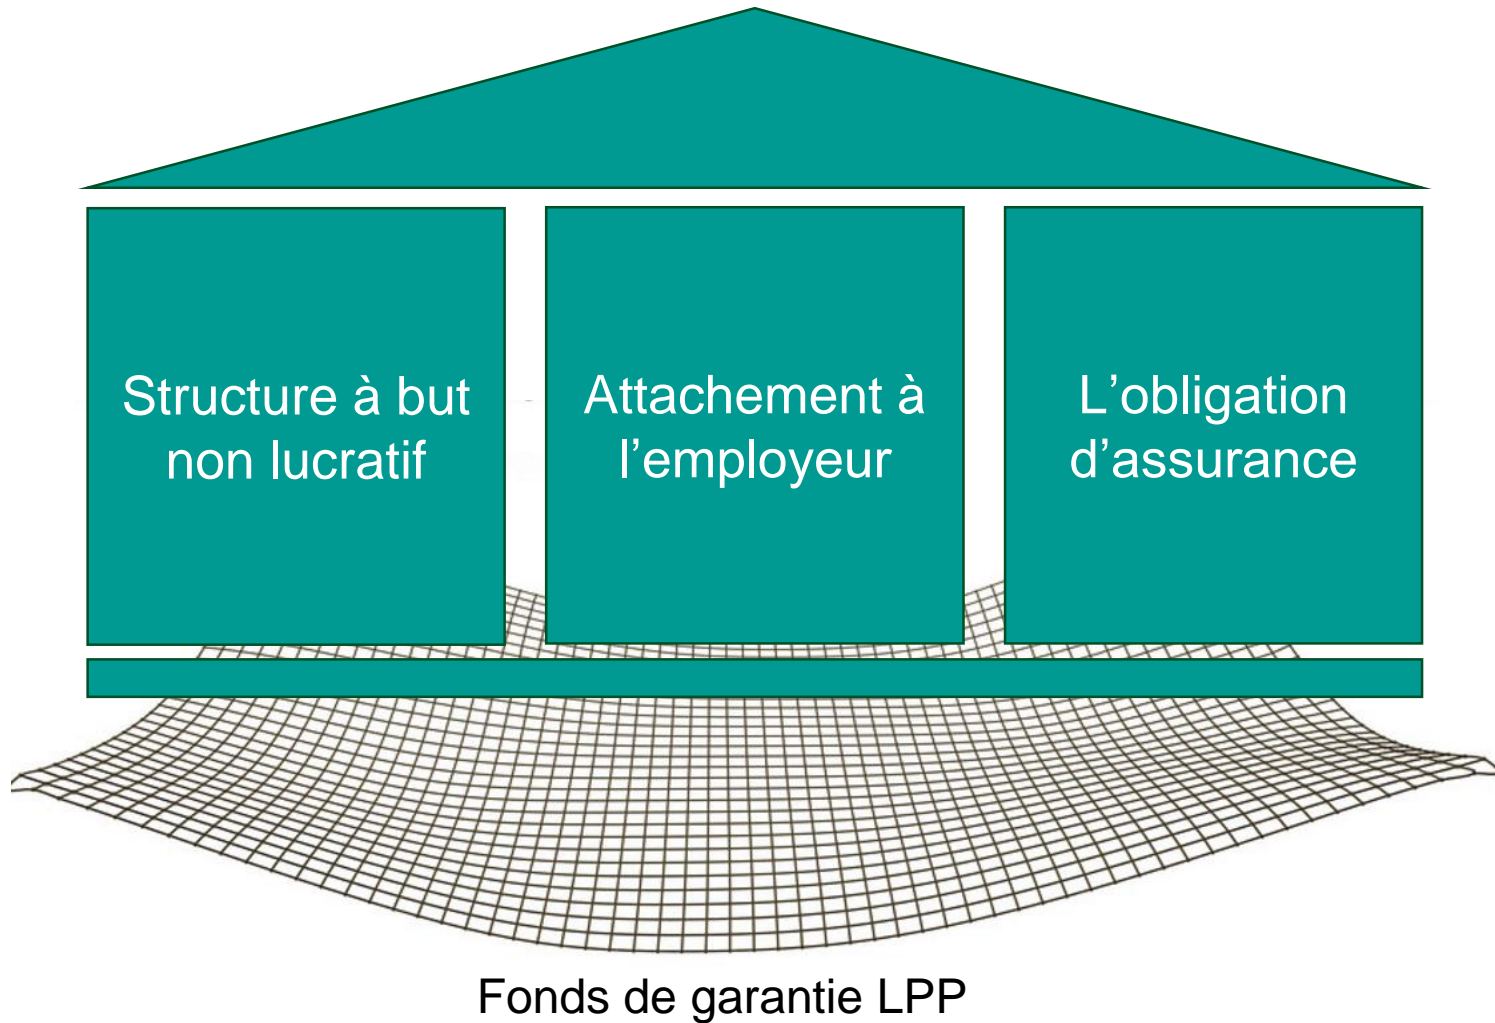 Structure à but
non lucratif
Attachement à
l’employeur
L’obligation
d’assurance
Fonds de garantie LPP